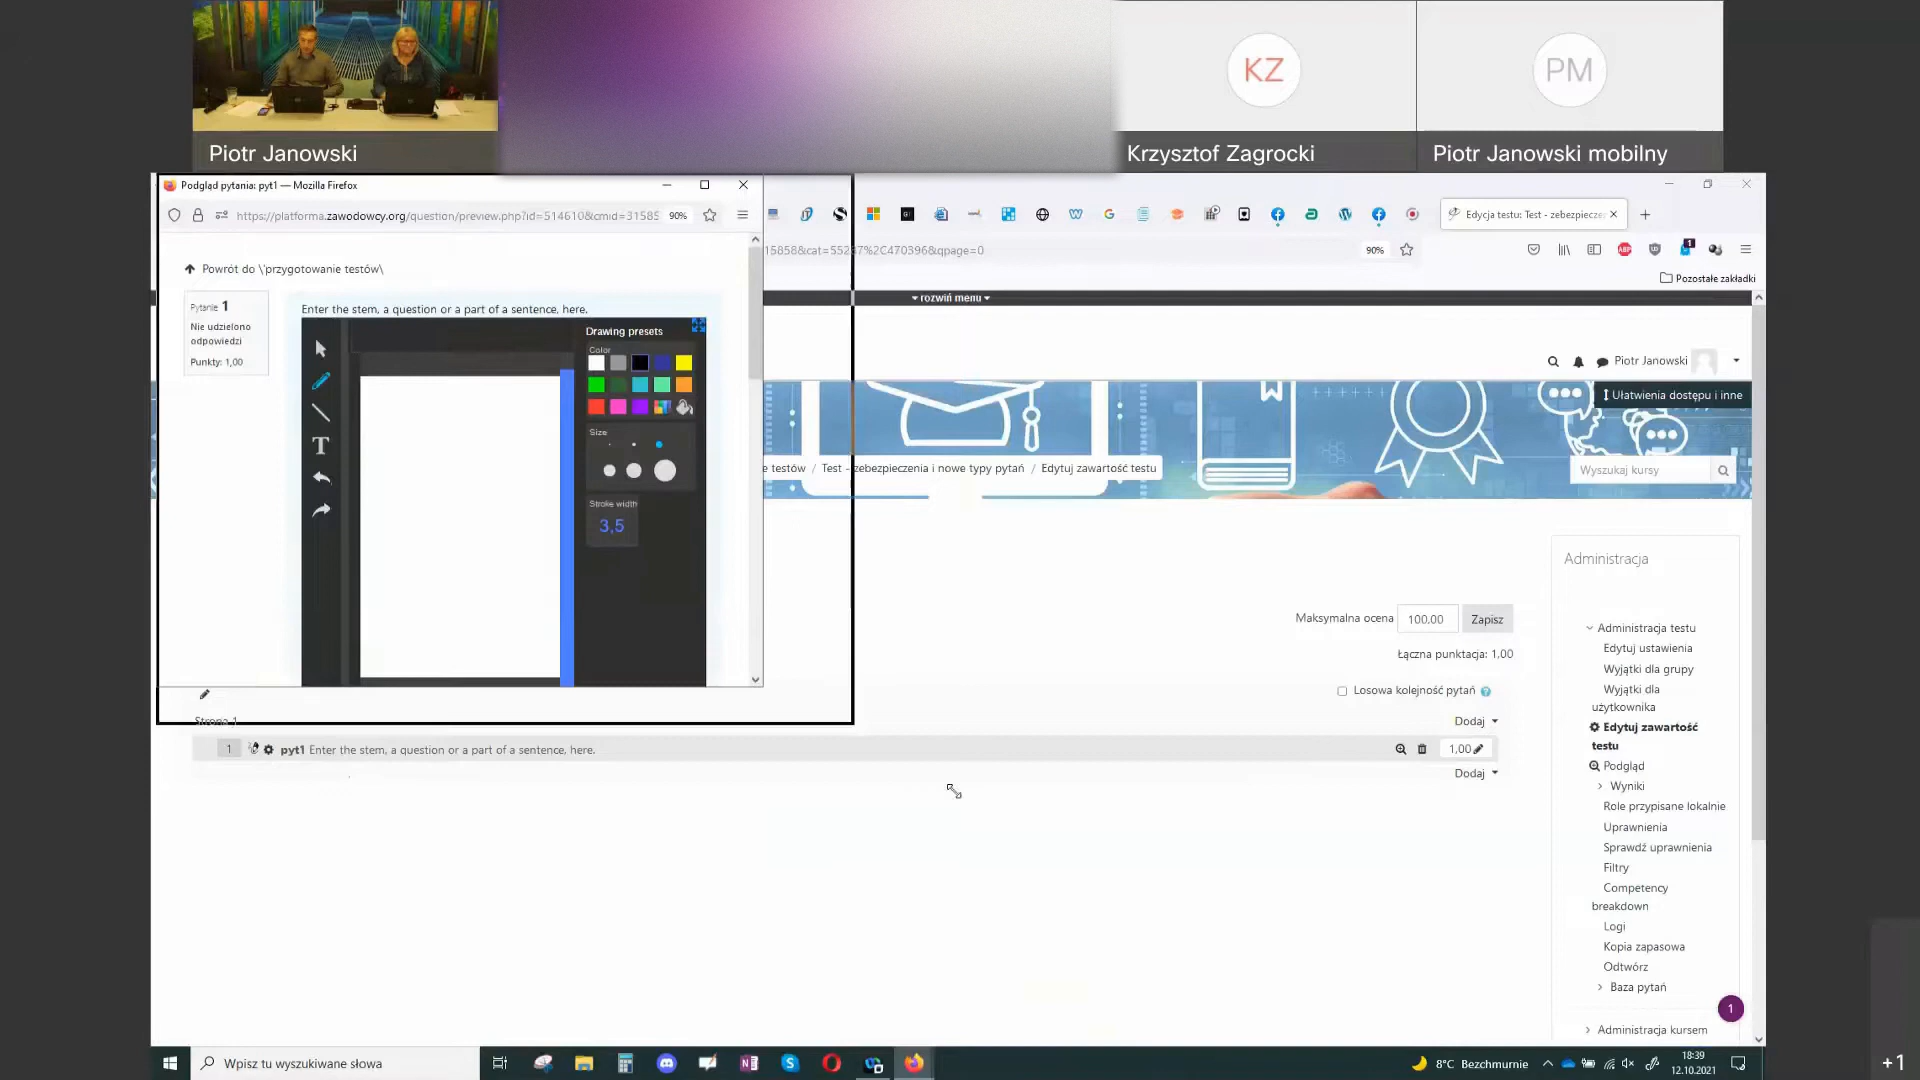 KZ
PM
Piotr Janowski
Krzysztof Zagrocki
Piotr Janowski mobilny
Podgląd pytania: pyt1 — Mozilla Firefox
https://platforma.zawodowcy.org/question/preview.php?id=514610&cmid=31585
90%
Edycja testu: Test - zebezpiecze
15858&cat=55237%2C470396&qpage=0
90%
ABP
1
Pozostałe zakładki
rozwiń menu
Powrót do \'przygotowanie testów\
Pytanie 1
Nie udzielono
odpowiedzi
Punkty: 1,00
Enter the stem, a question or a part of a sentence, here.
Drawing presets
Color
Size
Stroke width
3,5
T
Piotr Janowski
Ułatwienia dostępu i inne
e testów / Test - zebezpieczenia i nowe typy pytań / Edytuj zawartość testu
Wyszukaj kursy
Administracja
Maksymalna ocena 100,00 Zapisz
Łączna punktacja: 1,00
Losowa kolejność pytań
Strona 1
Dodaj
1 pyt1 Enter the stem, a question or a part of a sentence, here.
1,00
Dodaj
Administracja testu
Edytuj ustawienia
Wyjątki dla grupy
Wyjątki dla
użytkownika
Edytuj zawartość
testu
Podgląd
Wyniki
Role przypisane lokalnie
Uprawnienia
Sprawdź uprawnienia
Filtry
Competency
breakdown
Logi
Kopia zapasowa
Odtwórz
Baza pytań
1
Administracja kursem
Wpisz tu wyszukiwane słowa
8°C Bezchmurnie
18:39
12.10.2021
+1